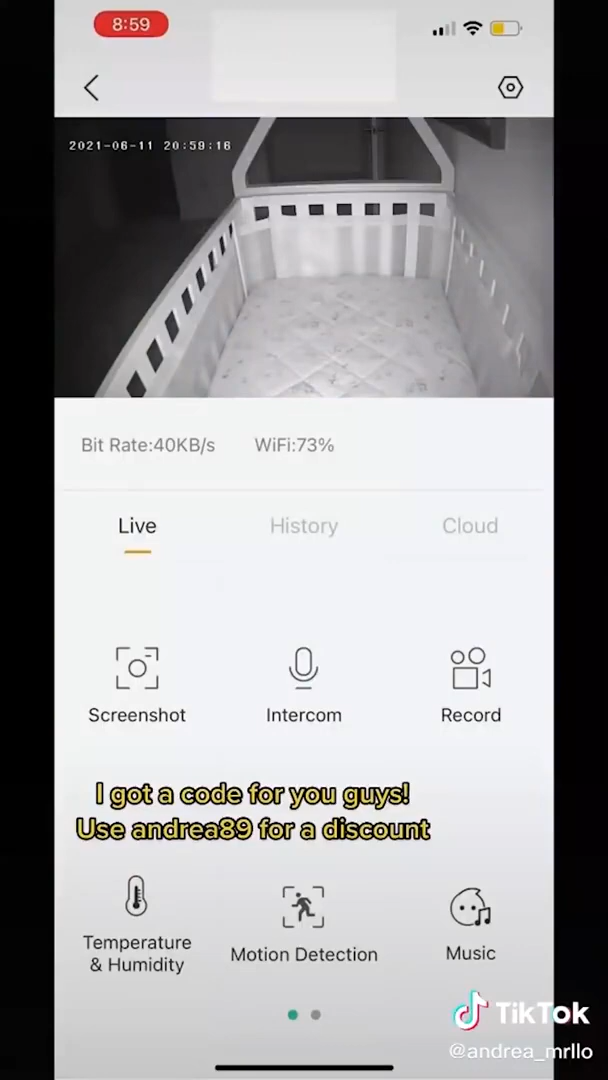 8:59
2021-06-11 20:59:16
Bit Rate:40KB/s WiFi:73%
Live History Cloud
Screenshot Intercom Record
I got a code for you guys!
Use andrea89 for a discount
Temperature
& Humidity
Motion Detection
Music
TikTok
@andrea_mrllo